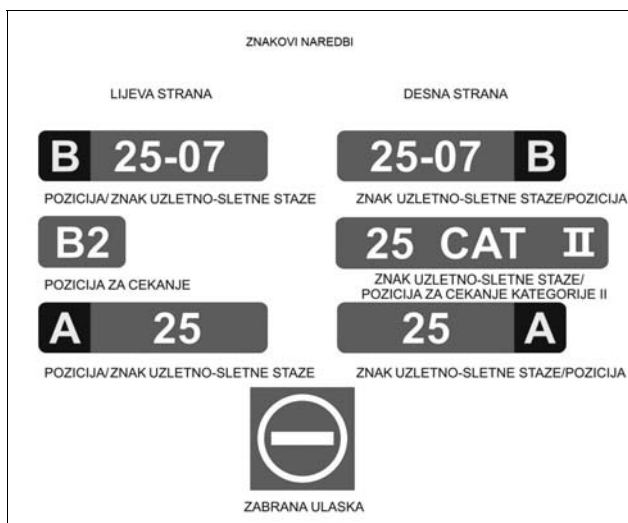 ZNAKOVI NAREDBI
LIJEVA STRANA
DESNA STRANA
B 25-07
25-07 B
POZICIJA/ZNAK UZLETNO-SLETNE STAZE
ZNAK UZLETNO-SLETNE STAZE/POZICIJA
B2
25 CAT II
POZICIJA ZA CEKANJE
ZNAK UZLETNO-SLETNE STAZE/
POZICIJA ZA CEKANJE KATEGORIJE II
A 25
25 A
POZICIJA/ZNAK UZLETNO-SLETNE STAZE
ZNAK UZLETNO-SLETNE STAZE/POZICIJA
ZABRANA ULASKA